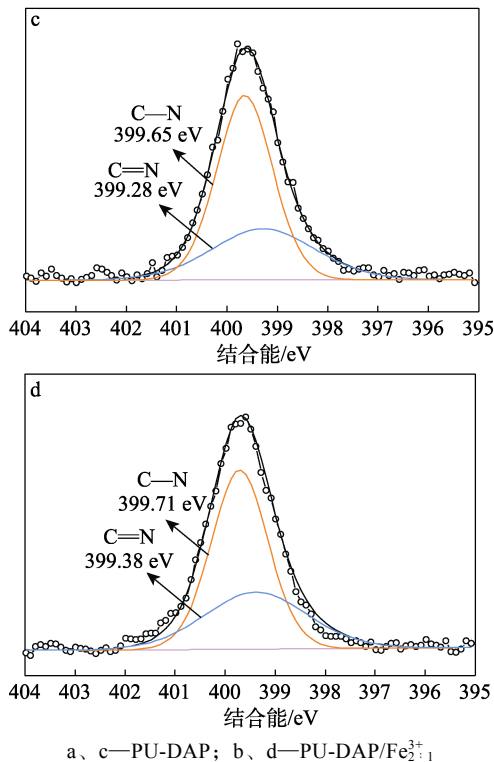 c
C—N
399.65 eV
C=N
399.28 eV
404 403 402 401 400 399 398 397 396 395
结合能/eV
d
C—N
399.71 eV
C=N
399.38 eV
404 403 402 401 400 399 398 397 396 395
结合能/eV
a、c—PU-DAP；b、d—PU-DAP/Fe³⁺₂:₁